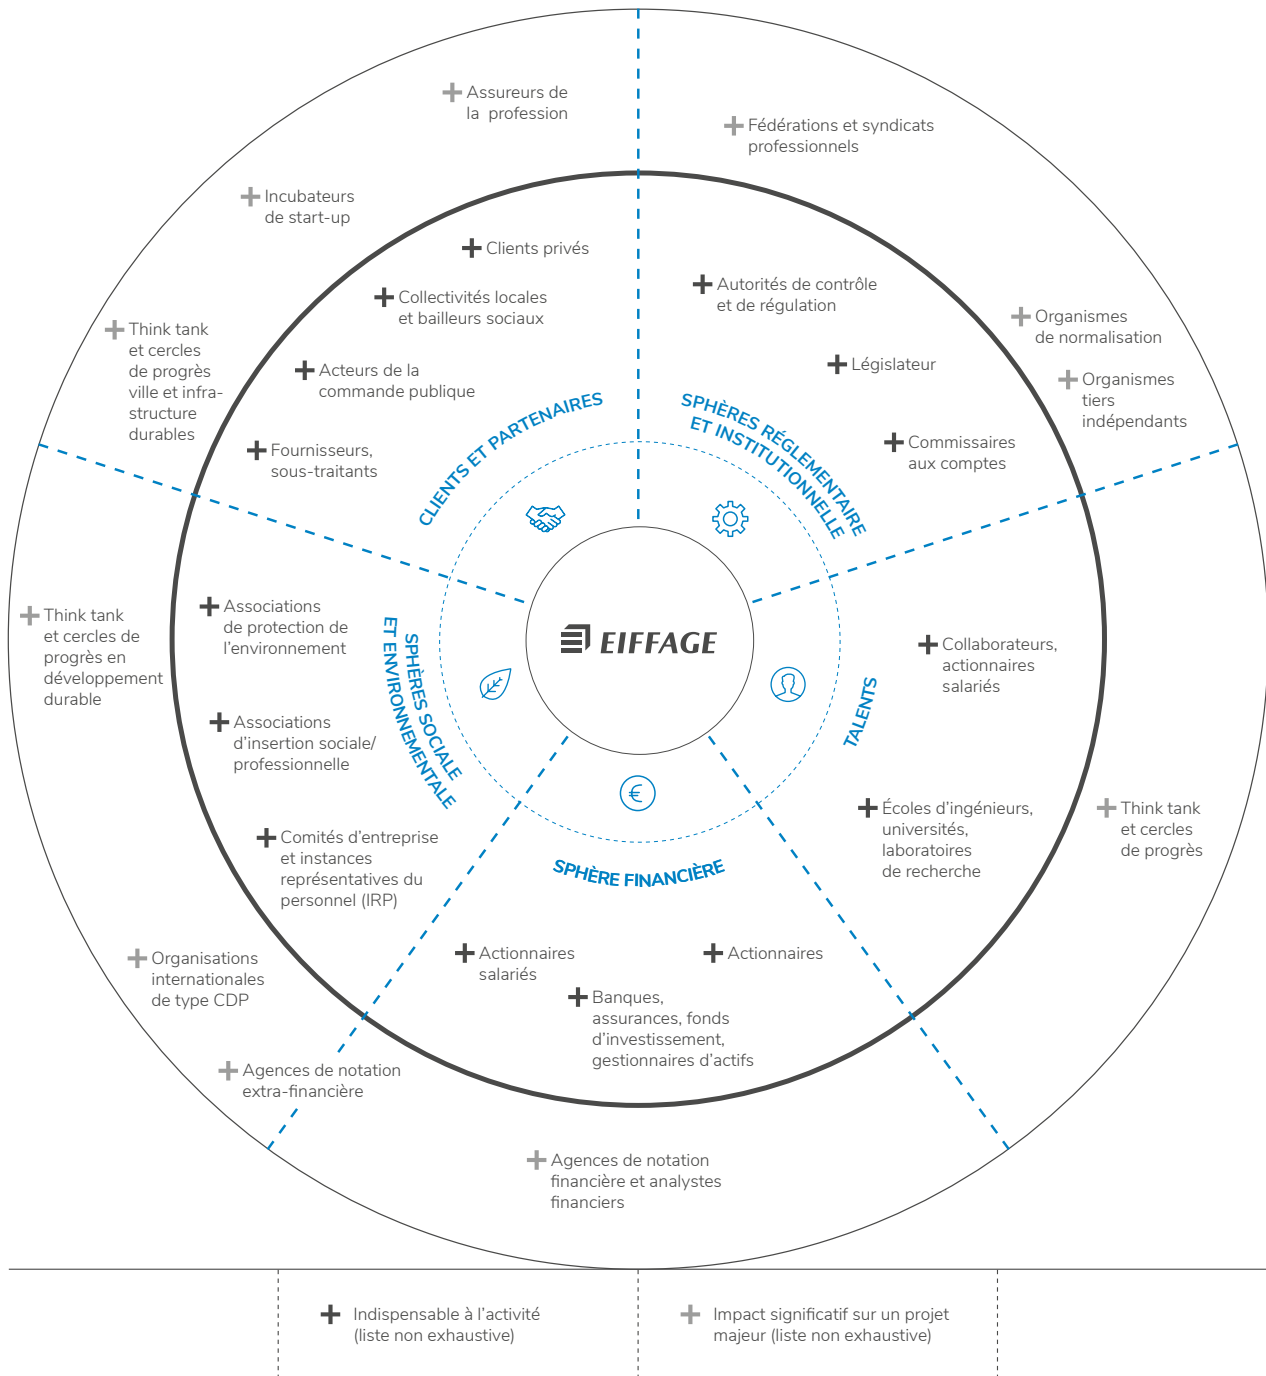 Assureurs de
la profession
Incubateurs
de start-up
Think tank
et cercles
de progrès
ville et infra-
structure
durables
Clients privés
Collectivités locales
et bailleurs sociaux
Acteurs de la
commande publique
Fournisseurs,
sous-traitants
CLIENTS ET PARTENAIRES
Fédérations et syndicats
professionnels
Organismes
de normalisation
Organismes
tiers
indépendants
Autorités de contrôle
et de régulation
Législateur
Commissaires
aux comptes
SPHÈRES RÉGLEMENTAIRE
ET INSTITUTIONNELLE
EIFFAGE
Think tank
et cercles de
progrès en
développement
durable
Associations
de protection de
l'environnement
Associations
d'insertion sociale/
professionnelle
Comités d'entreprise
et instances
représentatives du
personnel (IRP)
SPHÈRES SOCIALE
ET ENVIRONNEMENTALE
Organisations
internationales
de type CDP
Agences de notation
extra-financière
TALENTS
Collaborateurs,
actionnaires
salariés
Écoles d'ingénieurs,
universités,
laboratoires
de recherche
Think tank
et cercles
de progrès
SPHÈRE FINANCIÈRE
€
Actionnaires
salariés
Actionnaires
Banques,
assurances, fonds
d'investissement,
gestionnaires d'actifs
Agences de notation
financière et analystes
financiers
Indispensable à l'activité
(liste non exhaustive)
Impact significatif sur un projet
majeur (liste non exhaustive)